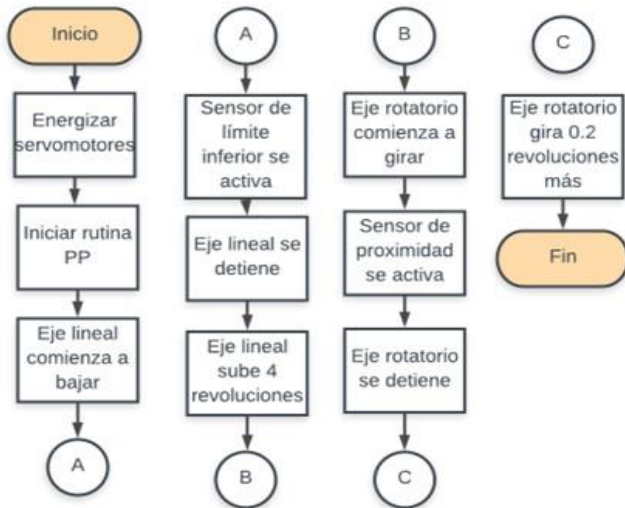 Inicio
Energizar
servomotores
Iniciar rutina
PP
Eje lineal
comienza a
bajar
A
A
Sensor de
límite
inferior se
activa
Eje lineal se
detiene
Eje lineal
sube 4
revoluciones
B
B
Eje rotatorio
comienza a
girar
Sensor de
proximidad
se activa
Eje rotatorio
se detiene
C
C
Eje rotatorio
gira 0.2
revoluciones
más
Fin